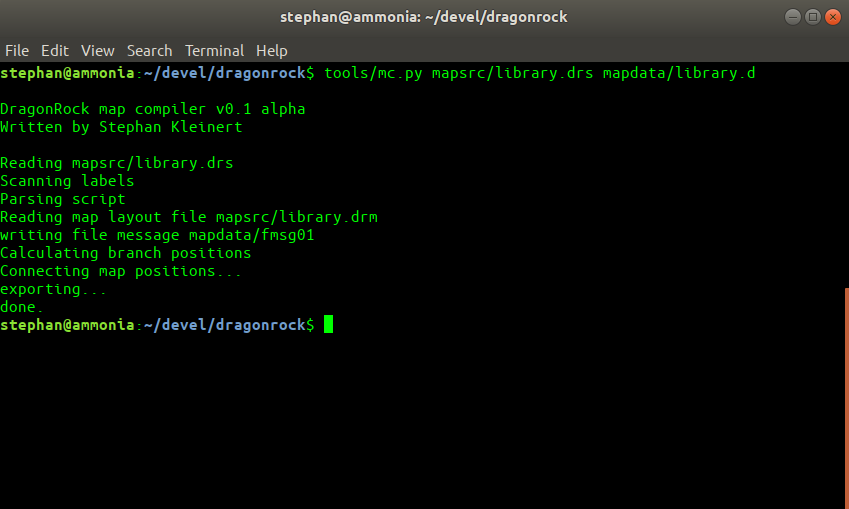 stephan@ammonia: ~/devel/dragonrock
File Edit View Search Terminal Help
stephan@ammonia:~/devel/dragonrock$ tools/mc.py mapsrc/library.drs mapdata/library.d
DragonRock map compiler v0.1 alpha
Written by Stephan Kleinert
Reading mapsrc/library.drs
Scanning labels
Parsing script
Reading map layout file mapsrc/library.drm
writing file message mapdata/fmsg01
Calculating branch positions
Connecting map positions...
exporting...
done.
stephan@ammonia:~/devel/dragonrock$